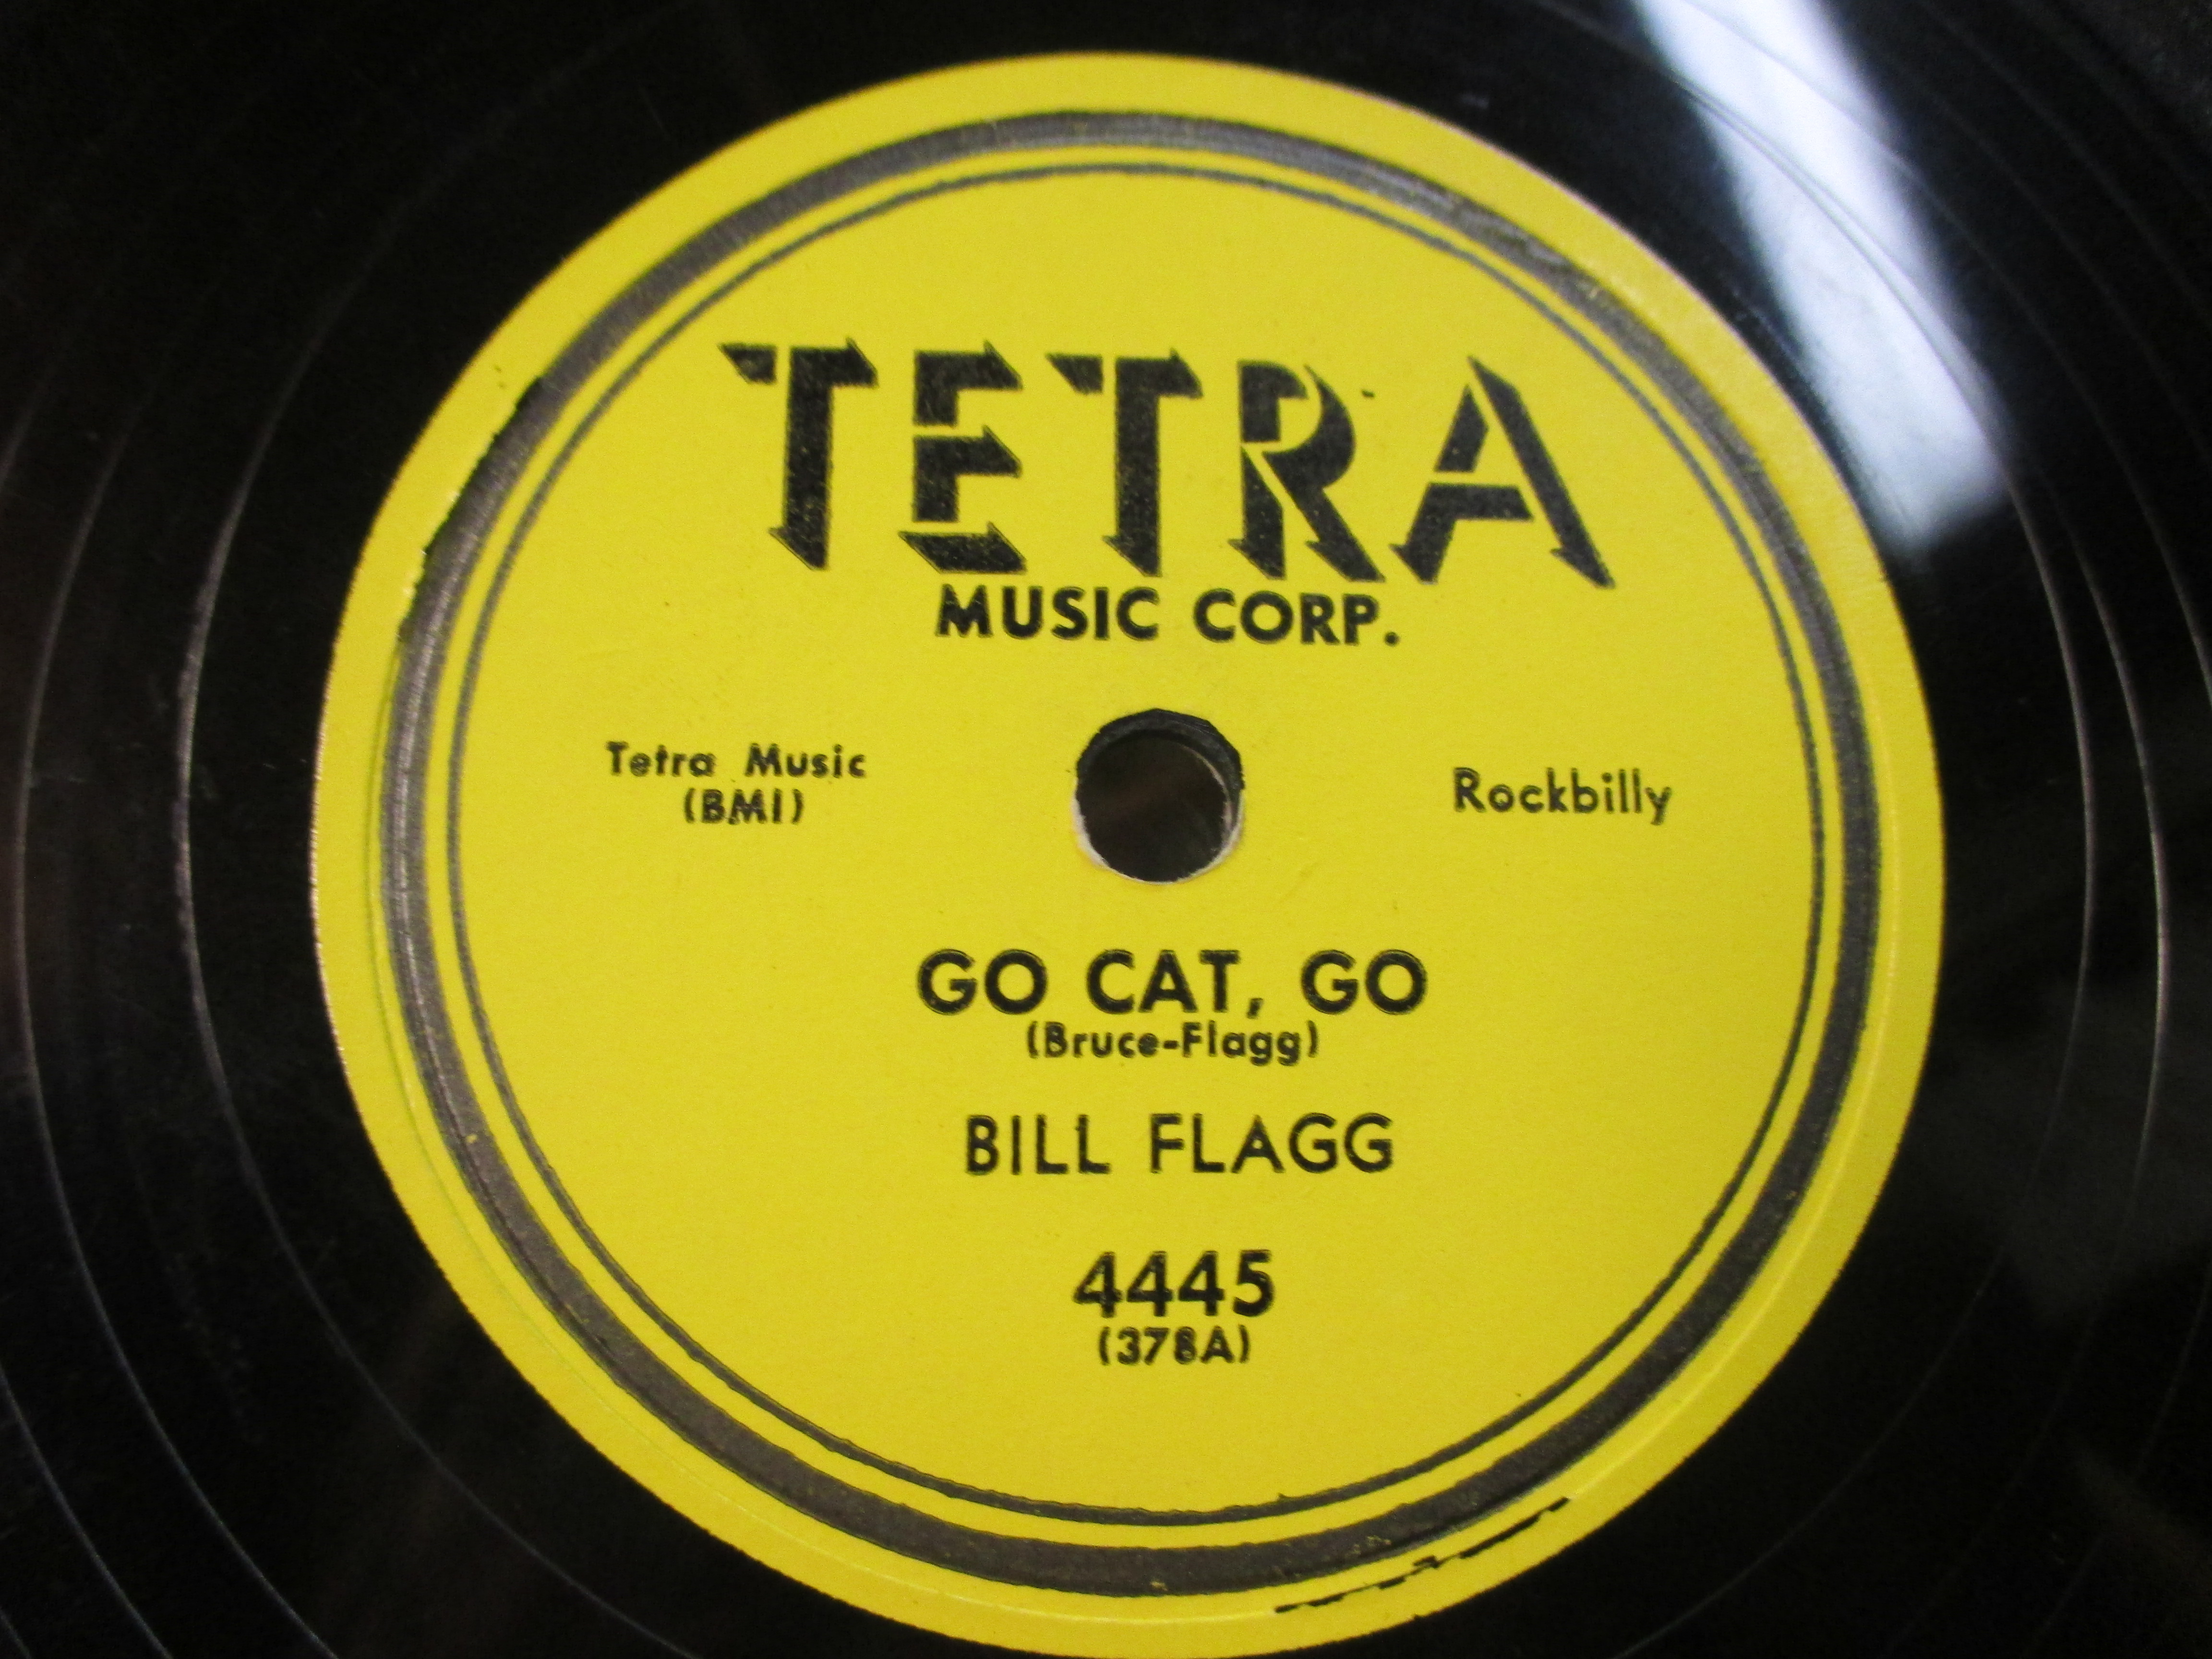 TETRA
MUSIC CORP.
Tetra Music
(BMI)
Rockbilly
GO CAT, GO
(Bruce-Flagg)
BILL FLAGG
4445
(378A)